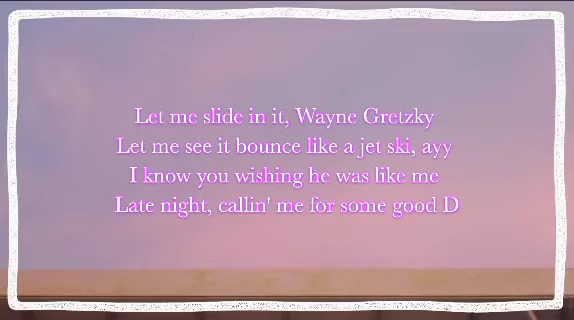 Let me slide in it, Wayne Gretzky
Let me see it bounce like a jet ski, ayy
I know you wishing he was like me
Late night, callin' me for some good D